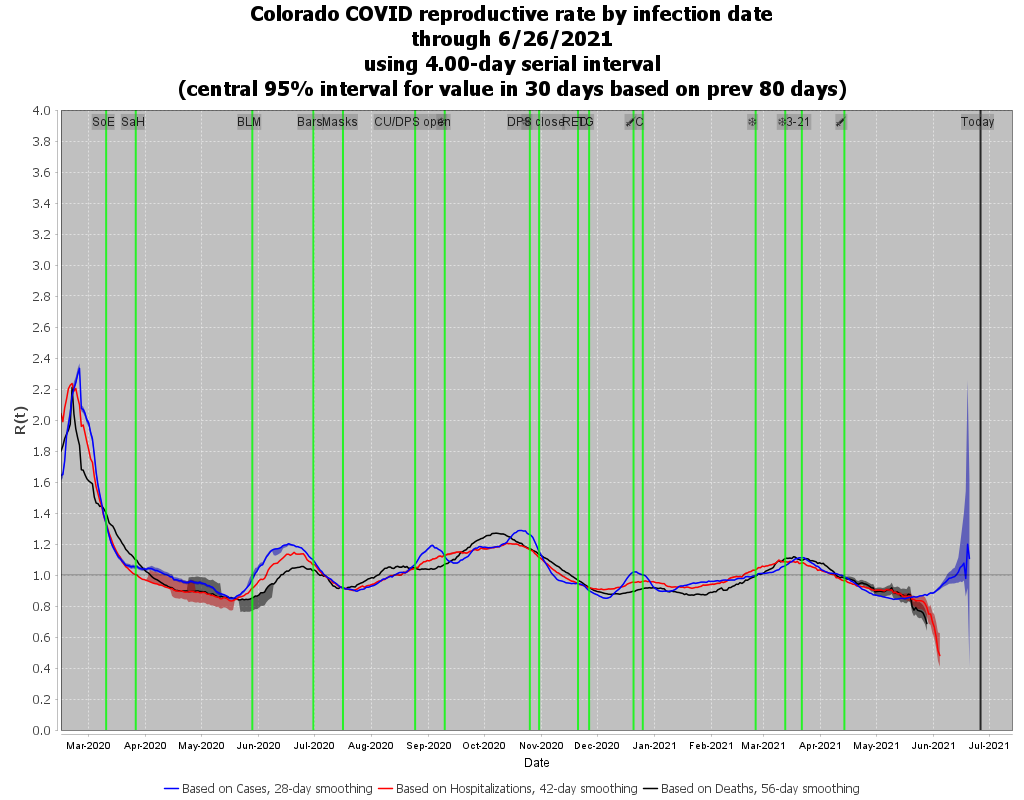 Colorado COVID reproductive rate by infection date
through 6/26/2021
using 4.00-day serial interval
(central 95% interval for value in 30 days based on prev 80 days)
SoE SaH BLM Bars Masks CU/DPS open DPS close C 3-21 Today
4.0
3.8
3.6
3.4
3.2
3.0
2.8
2.6
2.4
2.2
2.0
1.8
1.6
1.4
1.2
1.0
0.8
0.6
0.4
0.2
0.0
R(t)
Mar-2020 Apr-2020 May-2020 Jun-2020 Jul-2020 Aug-2020 Sep-2020 Oct-2020 Nov-2020 Dec-2020 Jan-2021 Feb-2021 Mar-2021 Apr-2021 May-2021 Jun-2021 Jul-2021
Date
Based on Cases, 28-day smoothing Based on Hospitalizations, 42-day smoothing Based on Deaths, 56-day smoothing